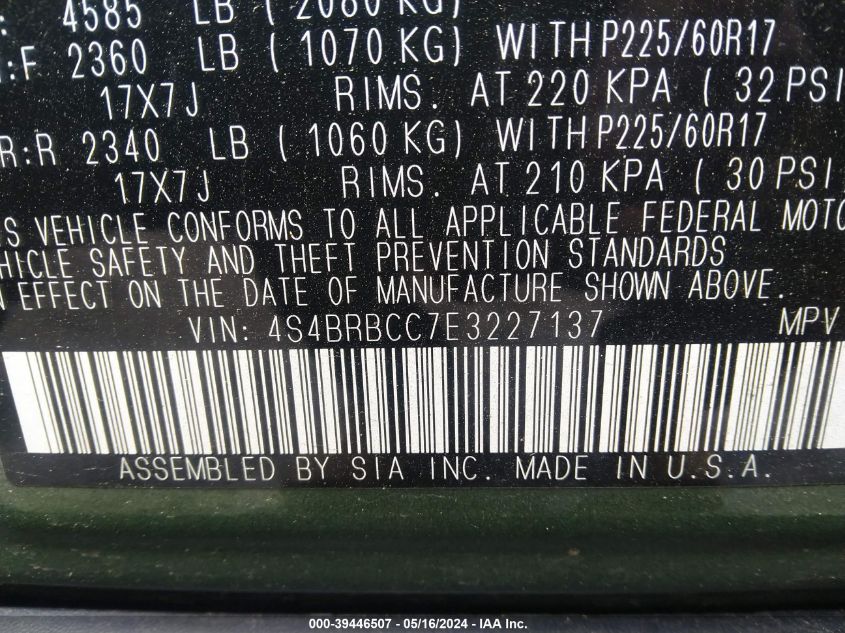 4585 LB ( 2080 KG)
:F 2360 LB ( 1070 KG) WITH P225/60R17
17X7J RIMS. AT 220 KPA ( 32 PSI
R:R 2340 LB ( 1060 KG) WITH P225/60R17
17X7J RIMS. AT 210 KPA ( 30 PSI
IS VEHICLE CONFORMS TO ALL APPLICABLE FEDERAL MOTO
HICLE SAFETY AND THEFT PREVENTION STANDARDS
N EFFECT ON THE DATE OF MANUFACTURE SHOWN ABOVE.
VIN: 4S4BRBCC7E3227137 MPV
ASSEMBLED BY SIA INC. MADE IN U.S.A.
000-39446507 - 05/16/2024 - IAA Inc.